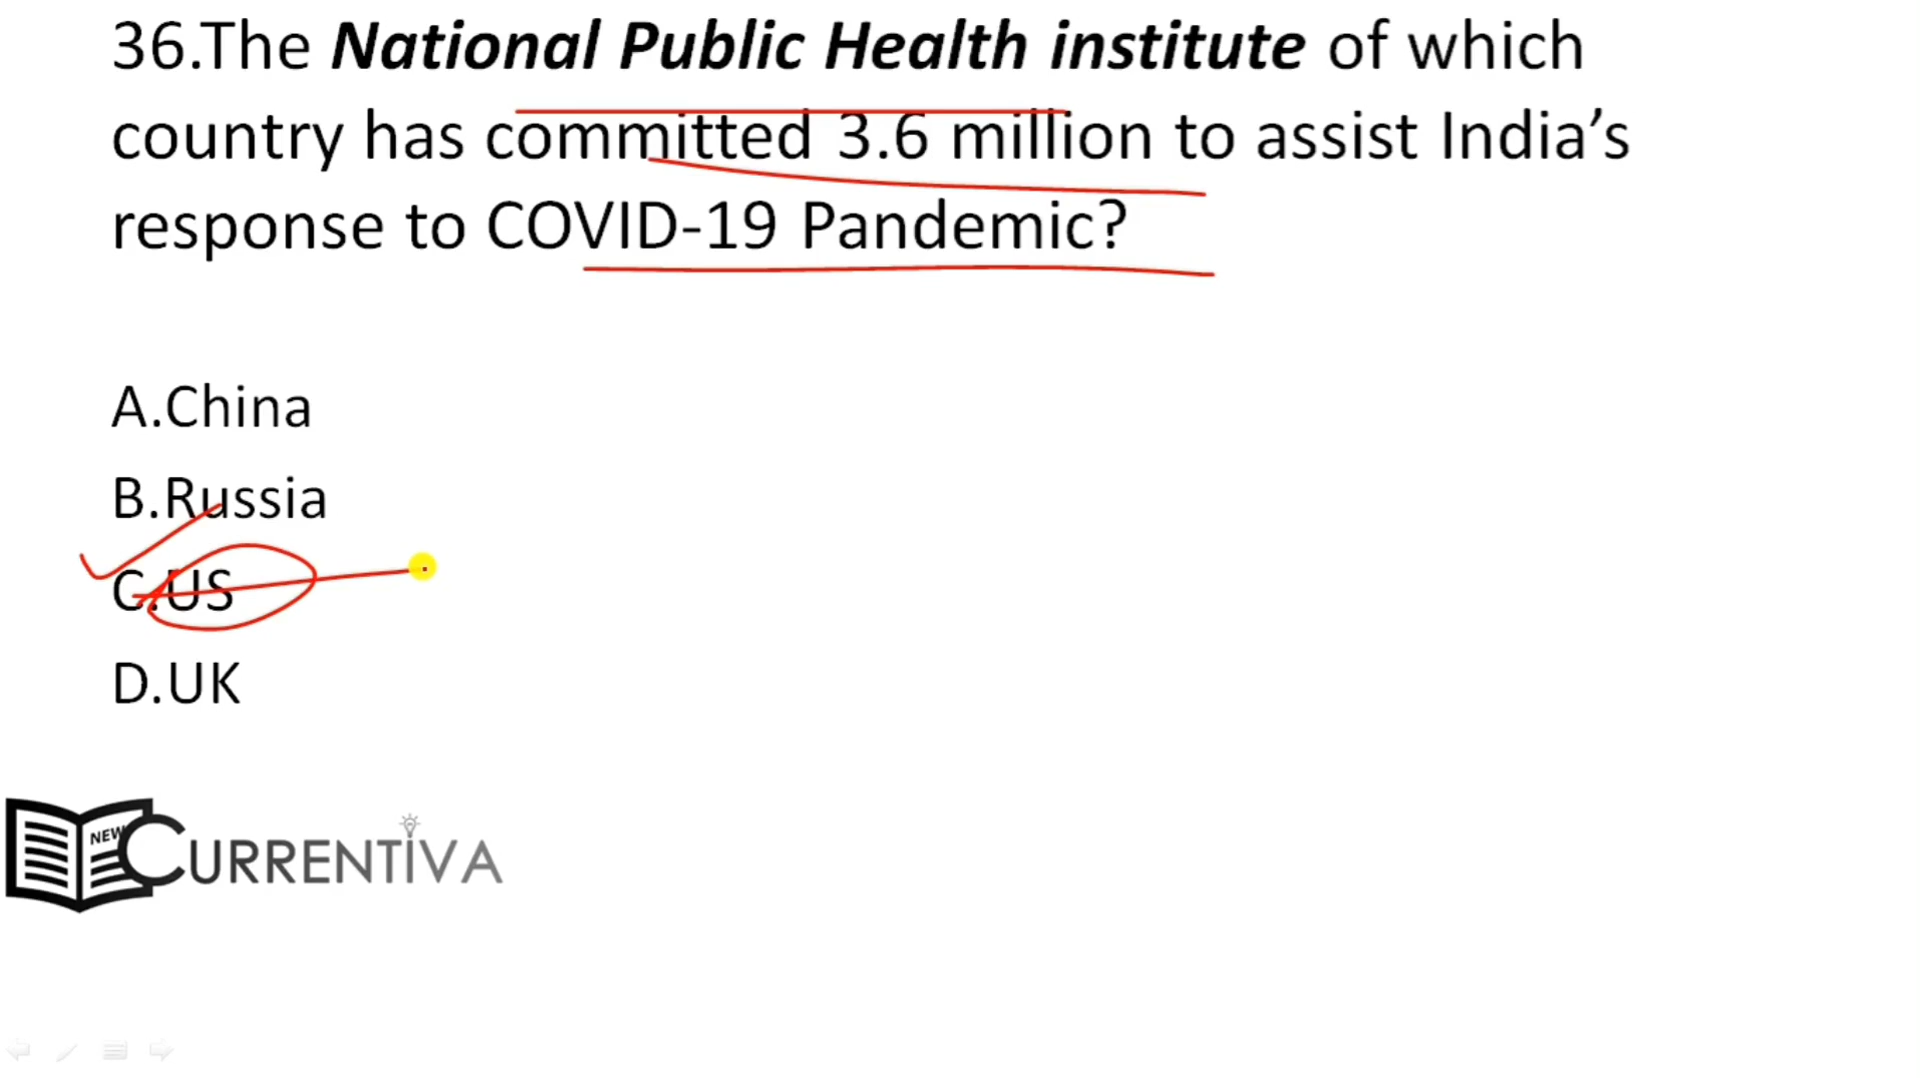 36.The National Public Health institute of which
country has committed 3.6 million to assist India’s
response to COVID-19 Pandemic?
A.China
B.Russia
C.US
D.UK
NEW
CURRENTIVA